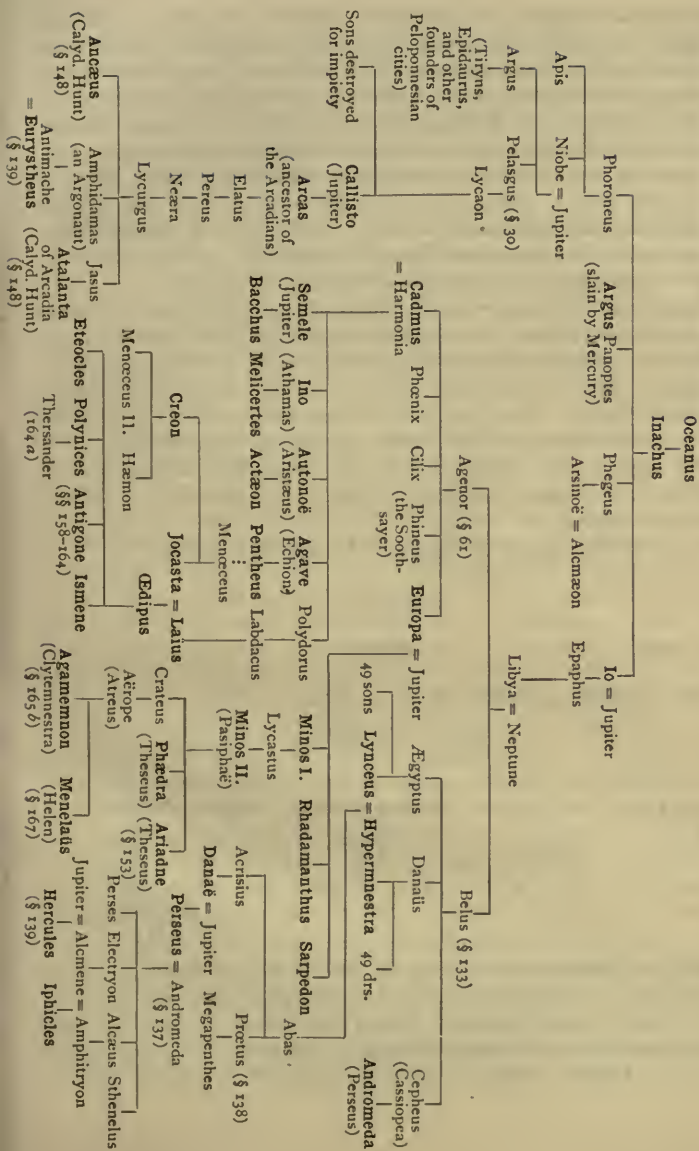 Oceanus
Inachus
Phoroneus
Argus Panoptes
(slain by Mercury)
Phegeus
Io = Jupiter
Apis
Niobe = Jupiter
Arsinoë = Alcmæon
Epaphus
Argus
(Tiryns,
Epidaurus,
and other
founders of
Peloponnesian
cities)
Pelasgus (§ 30)
Libya = Neptune
Lycaon
Agenor (§ 61)
Belus (§ 133)
Sons destroyed
for impiety
Callisto
(Jupiter)
Cadmus
= Harmonia
Phœnix
Cilix
Phineus
(the Sooth-
sayer)
Europa = Jupiter
Ægyptus
Danaüs
Cepheus
(Cassiopea)
Andromeda
(Perseus)
49 sons
Lynceus = Hypermnestra
49 drs.
Arcas
(ancestor of
the Arcadians)
Semele
(Jupiter)
Ino
(Athamas)
Autonoë
(Aristæus)
Agave
(Echion)
Polydorus
Minos I.
Rhadamanthus
Sarpedon
Abas
Elatus
Bacchus
Melicertes
Actæon
Pentheus
Labdacus
Lycastus
Pereus
Menœceus
Minos II.
(Pasiphaë)
Acrisius
Prœtus (§ 138)
Neæra
Creon
Jocasta = Laïus
Danaë = Jupiter
Megapenthes
Lycurgus
Menœceus II.
Hæmon
Œdipus
Crateus
Phædra
(Theseus)
Ariadne
(Theseus)
(§ 153)
Perseus = Andromeda
(§ 137)
Aërope
(Atreus)
Ancæus
(Calyd. Hunt)
(§ 148)
Amphidamas
(an Argonaut)
Jasus
Eteocles
Polynices
Antigone
Ismene
(§§ 158-164)
Perses
Electryon
Alcæus
Sthenelus
Antimache
= Eurystheus
(§ 139)
Atalanta
of Arcadia
(Calyd. Hunt)
(§ 148)
Thersander
(164 a)
Agamemnon
(Clytemnestra)
(§ 165 b)
Menelaüs
(Helen)
(§ 167)
Jupiter = Alcmene = Amphitryon
Hercules
(§ 139)
Iphicles